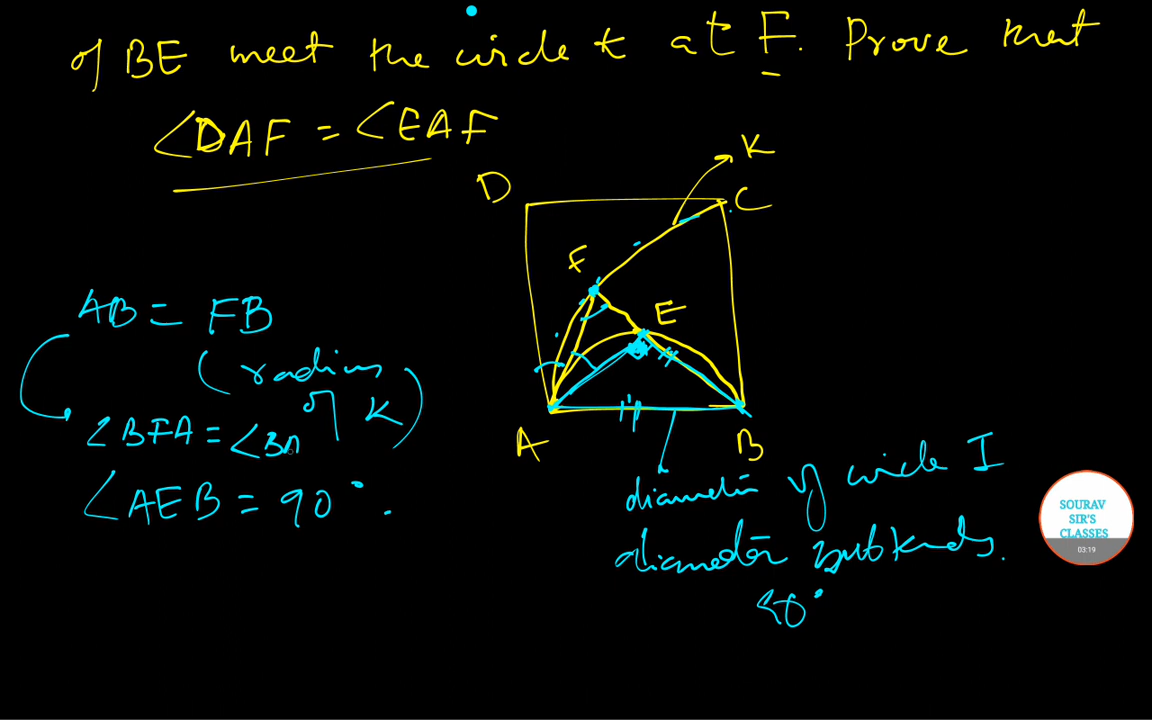 of BE meet the circle k at F. Prove that
∠DAF = ∠EAF
K
D
C
F
E
A
B
AB = FB
(radius
of K)
∠BFA = ∠BA
∠AEB = 90°.
diameter of circle I
diameter subtends.
90°
SOURAV
SIR'S
CLASSES
03:19